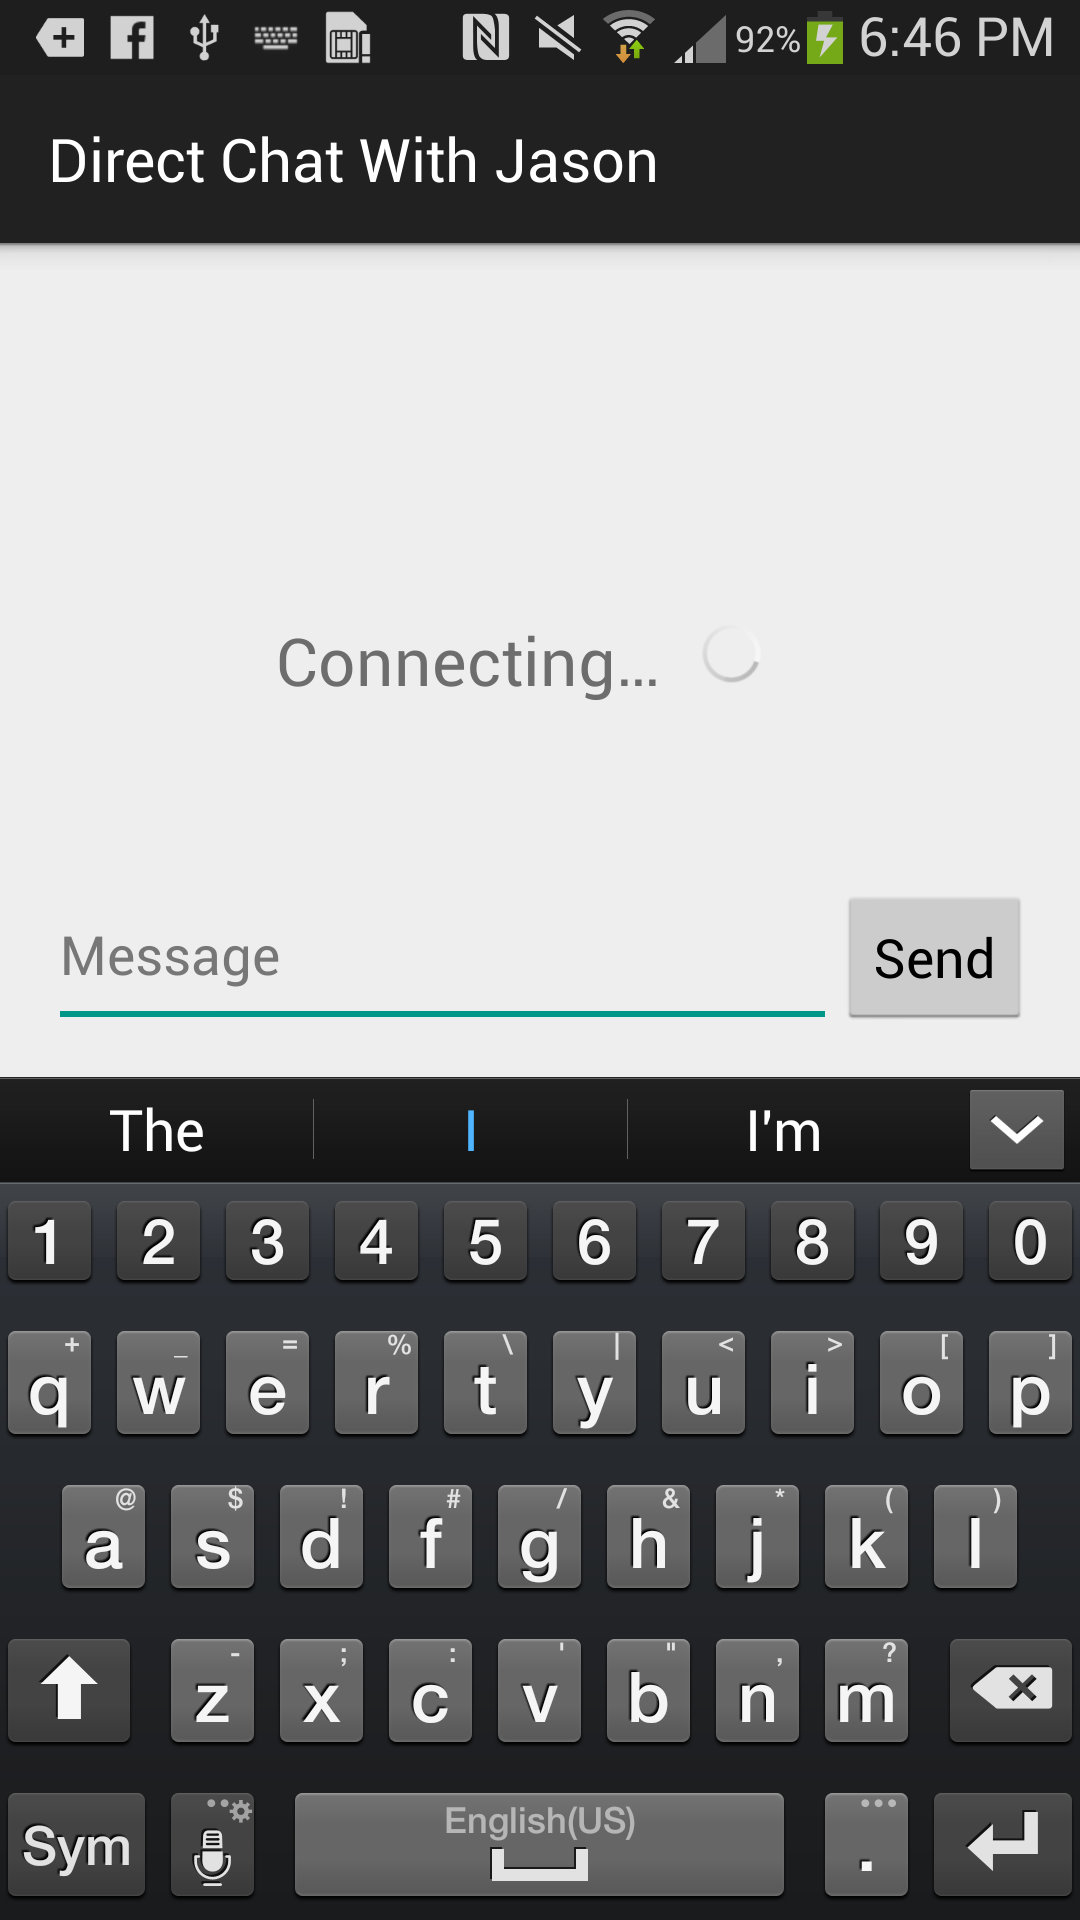 92% 6:46 PM
Direct Chat With Jason
Connecting...
Message
Send
The I I'm
1 2 3 4 5 6 7 8 9 0
+ _ = % \ | < > [ ]
q w e r t y u i o p
@ $ ! # / & * ( )
a s d f g h j k l
- ; : ' " , ?
z x c v b n m
English(US)
Sym .